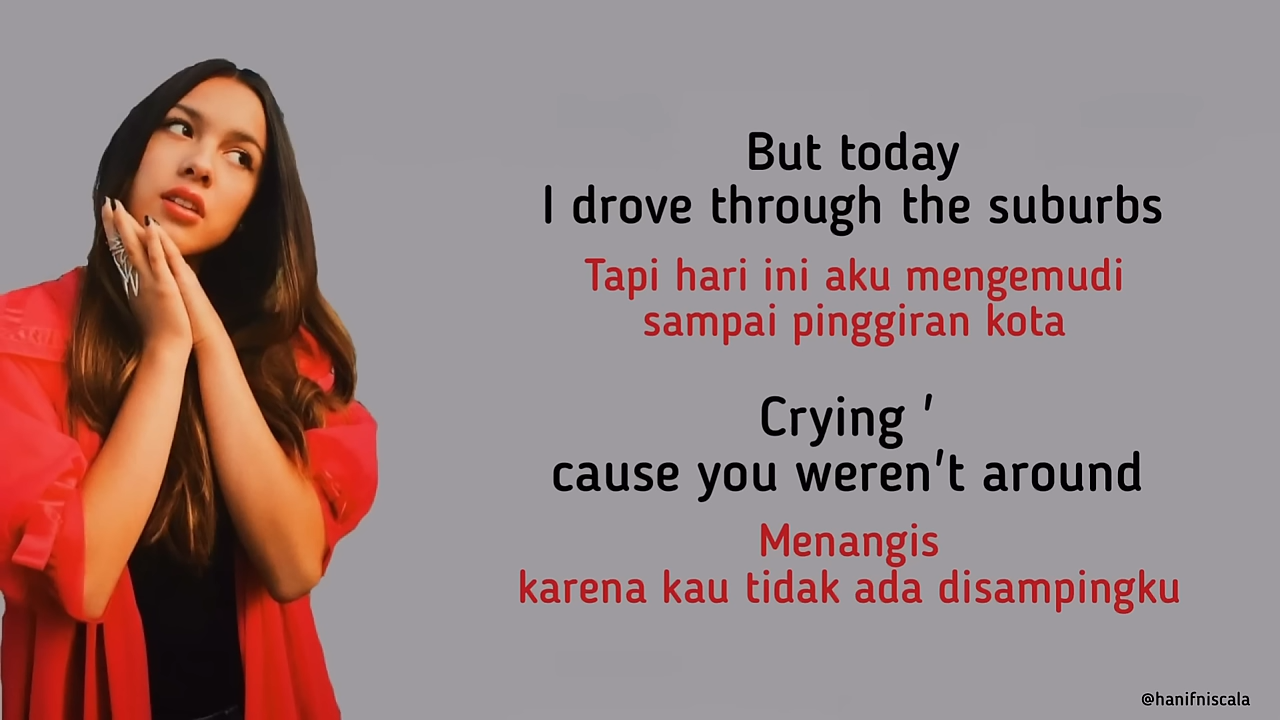 But today
I drove through the suburbs
Tapi hari ini aku mengemudi
sampai pinggiran kota
Crying '
cause you weren't around
Menangis
karena kau tidak ada disampingku
@hanifniscala